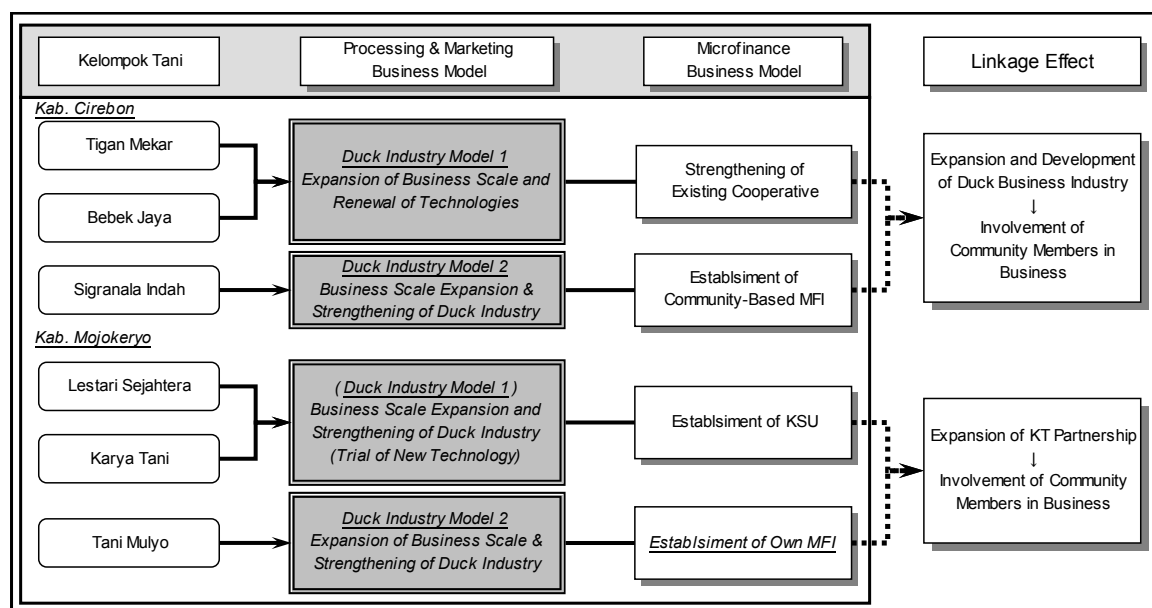 Kelompok Tani
Processing & Marketing
Business Model
Microfinance
Business Model
Linkage Effect
Kab. Cirebon
Tigan Mekar
Bebek Jaya
Duck Industry Model 1
Expansion of Business Scale and
Renewal of Technologies
Strengthening of
Existing Cooperative
Sigranala Indah
Duck Industry Model 2
Business Scale Expansion &
Strengthening of Duck Industry
Establsiment of
Community-Based MFI
Expansion and Development
of Duck Business Industry
↓
Involvement of
Community Members in
Business
Kab. Mojokeryo
Lestari Sejahtera
Karya Tani
(Duck Industry Model 1)
Business Scale Expansion and
Strengthening of Duck Industry
(Trial of New Technology)
Establsiment of KSU
Tani Mulyo
Duck Industry Model 2
Expansion of Business Scale &
Strengthening of Duck Industry
Establsiment of Own MFI
Expansion of KT Partnership
↓
Involvement of Community
Members in Business